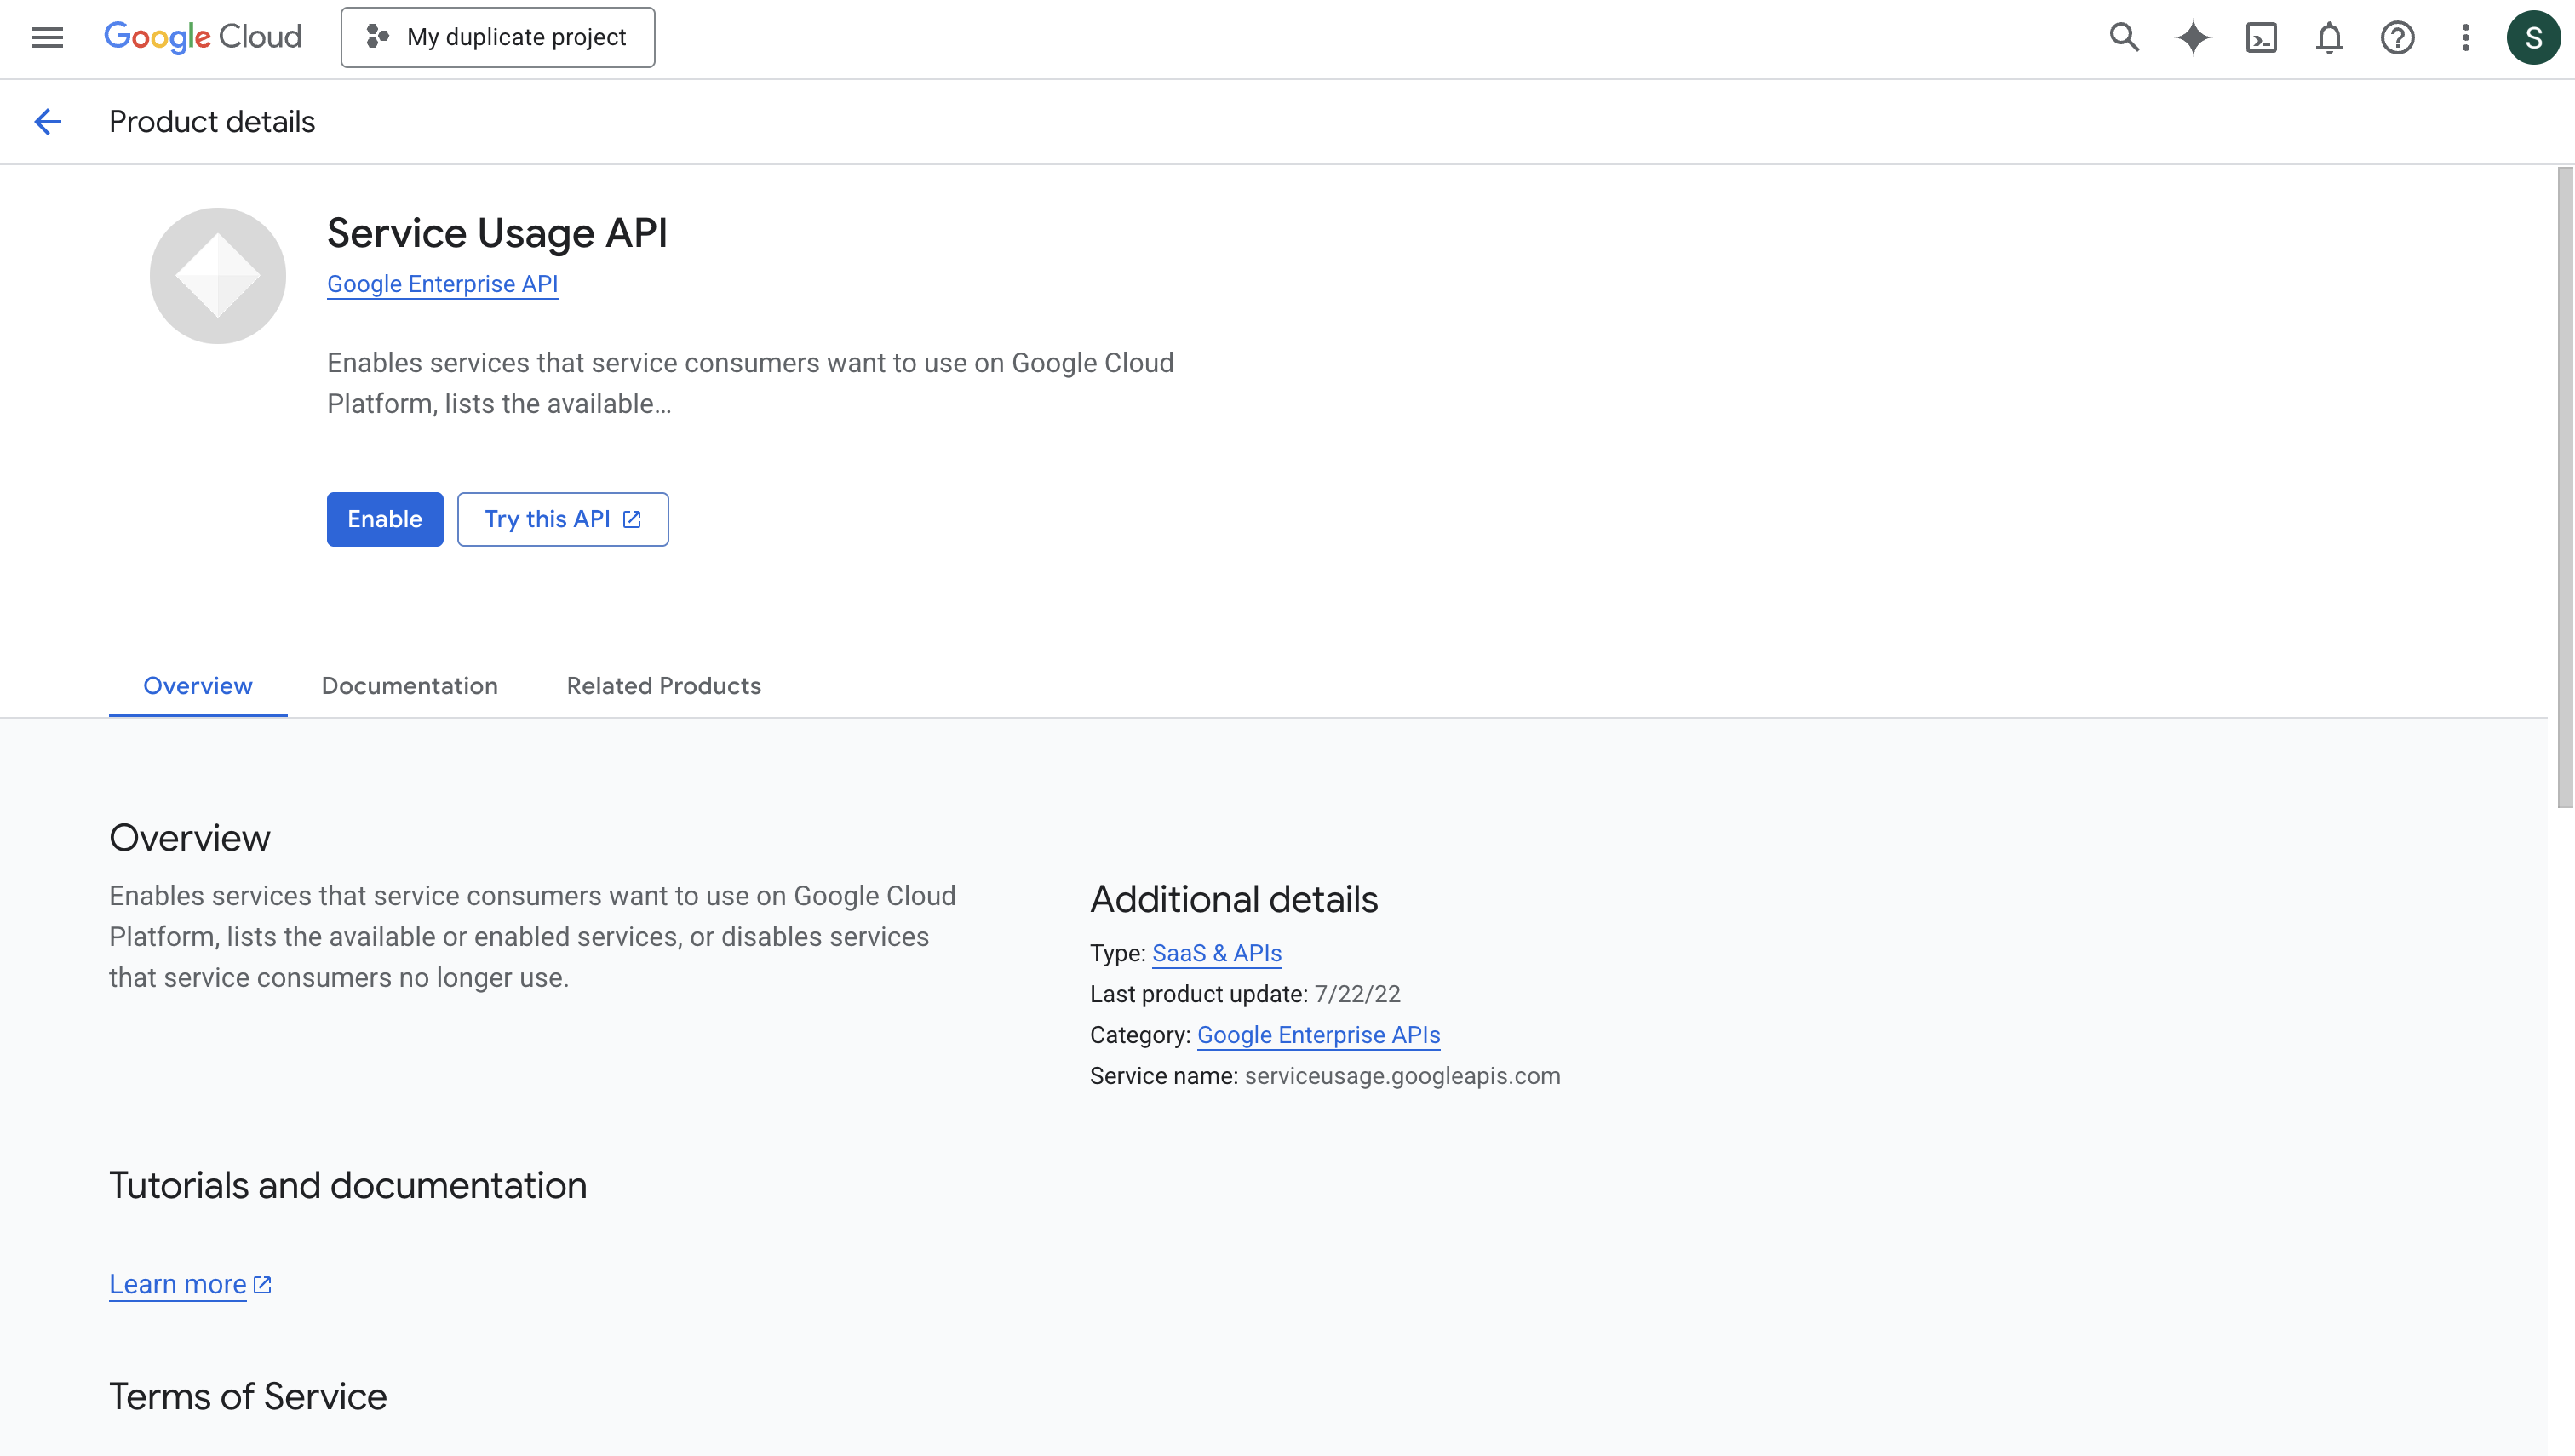 Google Cloud
My duplicate project
S
Product details
Service Usage API
Google Enterprise API
Enables services that service consumers want to use on Google Cloud
Platform, lists the available…
Enable
Try this API
Overview
Documentation
Related Products
Overview
Enables services that service consumers want to use on Google Cloud
Platform, lists the available or enabled services, or disables services
that service consumers no longer use.
Additional details
Type: SaaS & APIs
Last product update: 7/22/22
Category: Google Enterprise APIs
Service name: serviceusage.googleapis.com
Tutorials and documentation
Learn more
Terms of Service